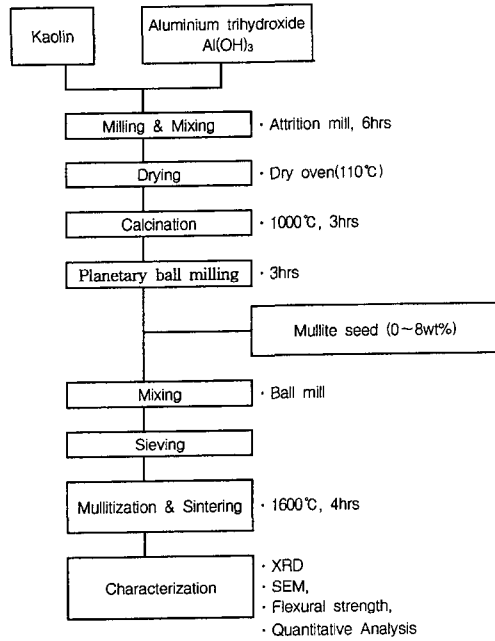 Kaolin
Aluminium trihydroxide
Al(OH)₃
Milling & Mixing
· Attrition mill, 6hrs
Drying
· Dry oven(110℃)
Calcination
· 1000℃, 3hrs
Planetary ball milling
· 3hrs
Mullite seed (0~8wt%)
Mixing
· Ball mill
Sieving
Mullitization & Sintering
· 1600℃, 4hrs
Characterization
· XRD
· SEM,
· Flexural strength,
· Quantitative Analysis